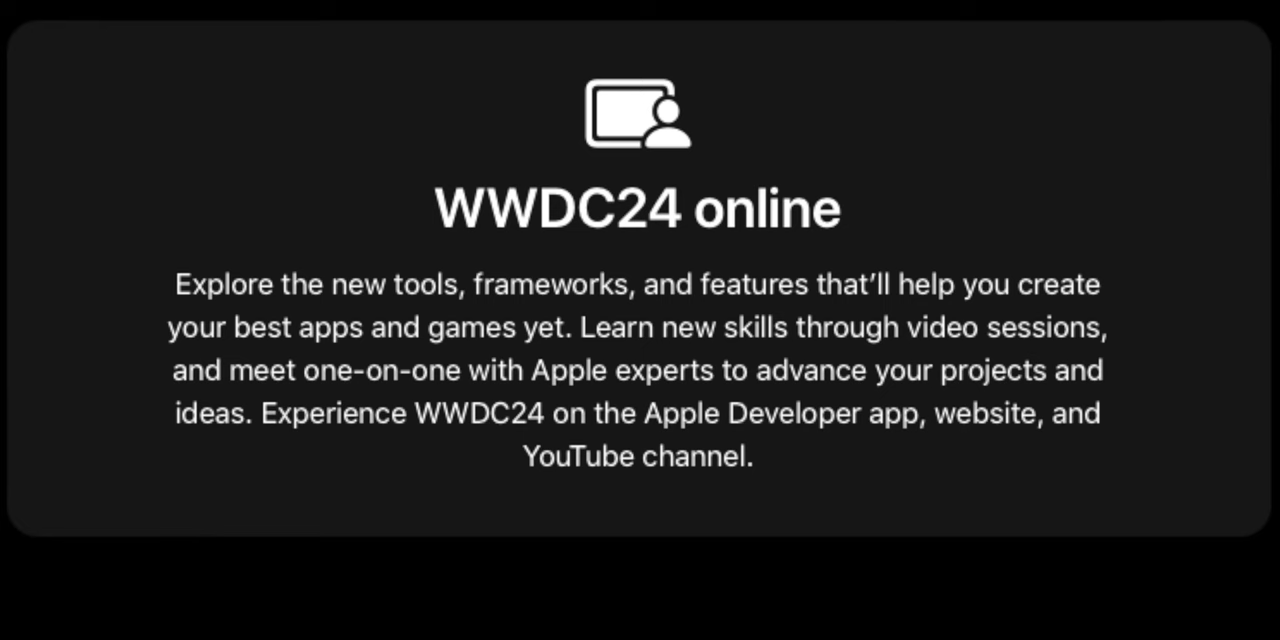 WWDC24 online
Explore the new tools, frameworks, and features that’ll help you create
your best apps and games yet. Learn new skills through video sessions,
and meet one-on-one with Apple experts to advance your projects and
ideas. Experience WWDC24 on the Apple Developer app, website, and
YouTube channel.